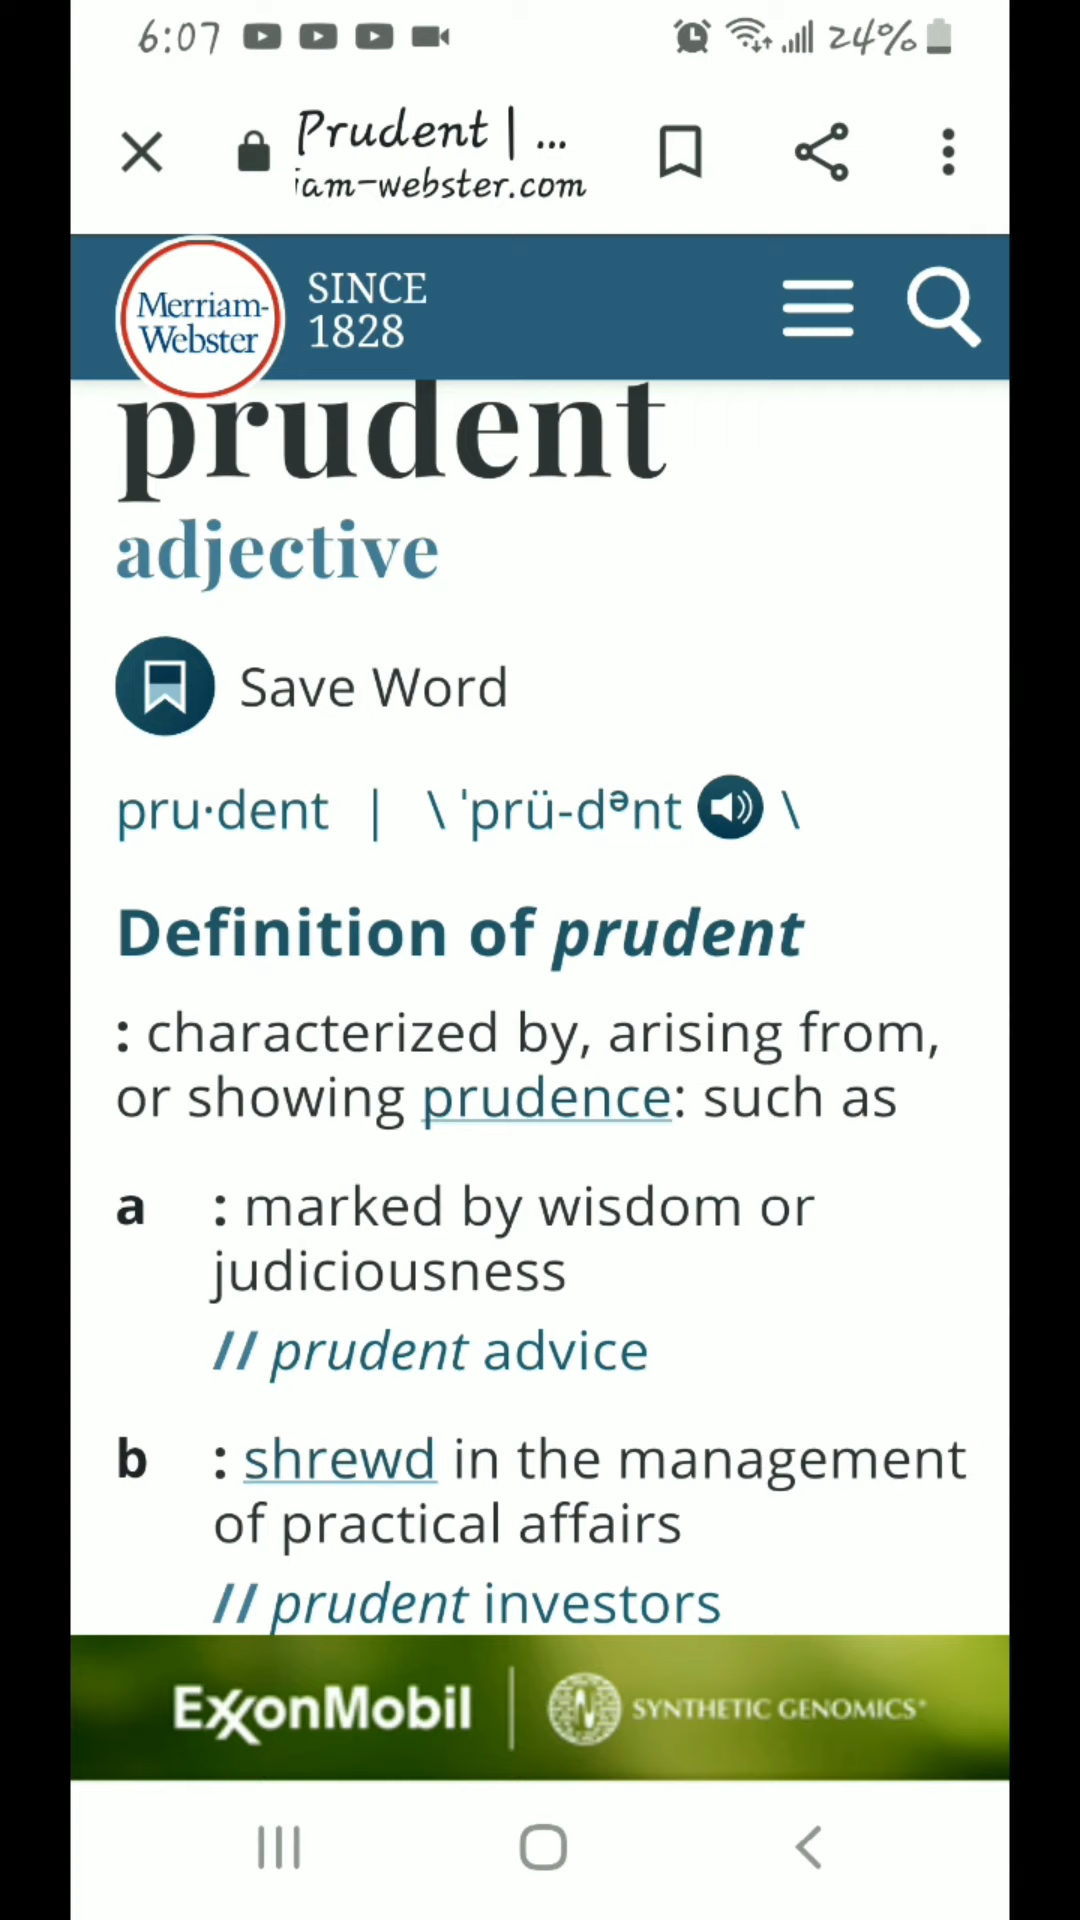 6:07 24%
Prudent | ...
iam-webster.com
Merriam-
Webster
SINCE
1828
prudent
adjective
Save Word
pru·dent | \ ˈprü-dᵊnt \
Definition of prudent
: characterized by, arising from,
or showing prudence: such as
a : marked by wisdom or
judiciousness
// prudent advice
b : shrewd in the management
of practical affairs
// prudent investors
ExxonMobil | SYNTHETIC GENOMICS